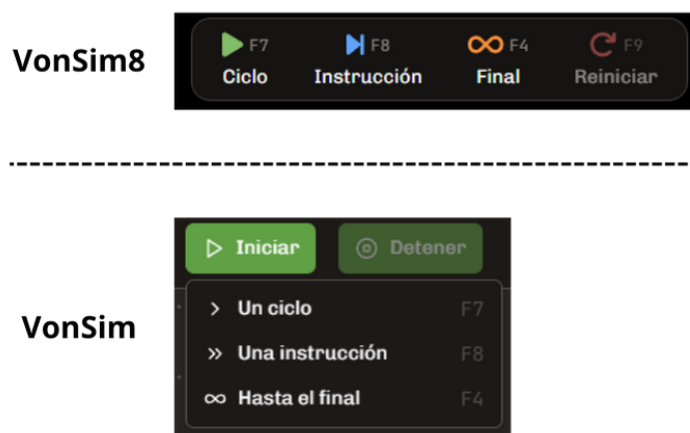 VonSim8
F7 F8 F4 F9
Ciclo Instrucción Final Reiniciar
VonSim
Iniciar Detener
Un ciclo F7
Una instrucción F8
Hasta el final F4